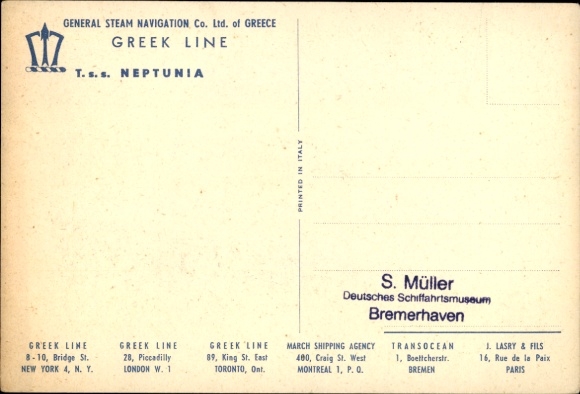 GENERAL STEAM NAVIGATION Co. Ltd. of GREECE
GREEK LINE
T.s.s. NEPTUNIA
PRINTED IN ITALY
S. Müller
Deutsches Schiffahrtsmuseum
Bremerhaven
GREEK LINE
8-10, Bridge St.
NEW YORK 4, N. Y.
GREEK LINE
28, Piccadilly
LONDON W. 1
GREEK LINE
89, King St. East
TORONTO, Ont.
MARCH SHIPPING AGENCY
400, Craig St. West
MONTREAL 1, P. Q.
TRANSOCEAN
1, Boettcherstr.
BREMEN
J. LASRY & FILS
16, Rue de la Paix
PARIS